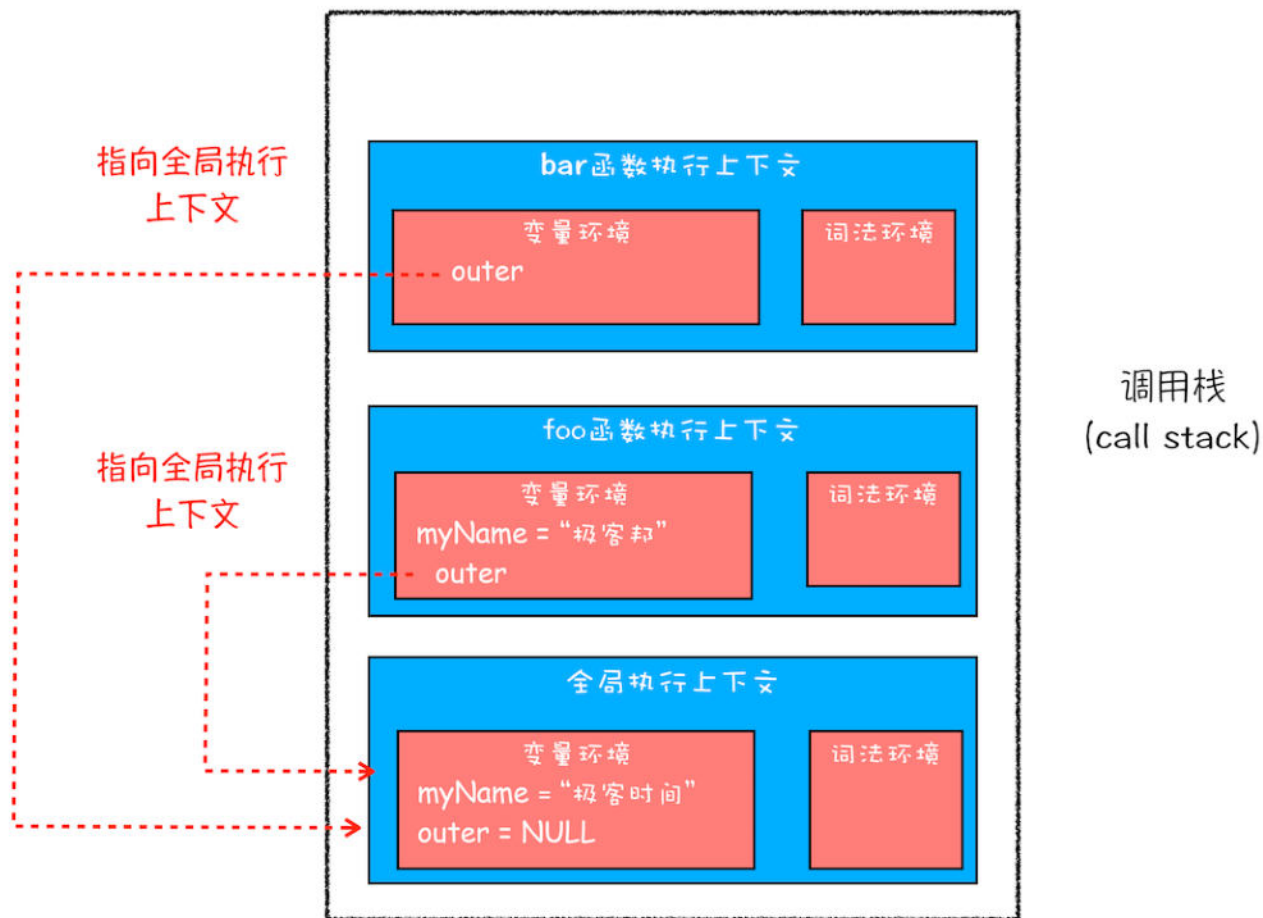 指向全局执行
上下文
bar函数执行上下文
变量环境
outer
词法环境
调用栈
(call stack)
指向全局执行
上下文
foo函数执行上下文
变量环境
myName = “极客邦”
outer
词法环境
全局执行上下文
变量环境
myName = “极客时间”
outer = NULL
词法环境